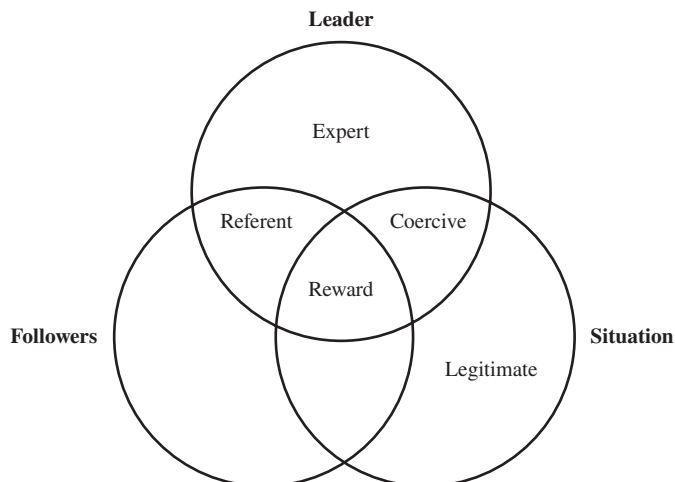 Leader
Expert
Referent
Coercive
Reward
Followers
Situation
Legitimate